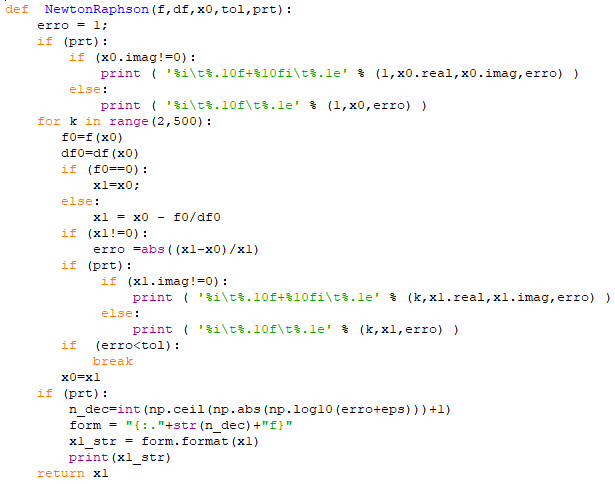 def  NewtonRaphson(f,df,x0,tol,prt):
    erro = 1;
    if (prt):
        if (x0.imag!=0):
            print ( '%i\t%.10f+%10fi\t%.1e' % (1,x0.real,x0.imag,erro) )
        else:
            print ( '%i\t%.10f\t%.1e' % (1,x0,erro) )
    for k in range(2,500):
       f0=f(x0)
       df0=df(x0)
       if (f0==0):
           x1=x0;
       else:
           x1 = x0 - f0/df0
       if (x1!=0):
           erro =abs((x1-x0)/x1)
       if (prt):
            if (x1.imag!=0):
                print ( '%i\t%.10f+%10fi\t%.1e' % (k,x1.real,x1.imag,erro) )
            else:
                print ( '%i\t%.10f\t%.1e' % (k,x1,erro) )
       if  (erro<tol):
           break
       x0=x1
    if (prt):
        n_dec=int(np.ceil(np.abs(np.log10(erro+eps)))+1)
        form = "{:."+str(n_dec)+"f}"
        x1_str = form.format(x1)
        print(x1_str)
    return x1